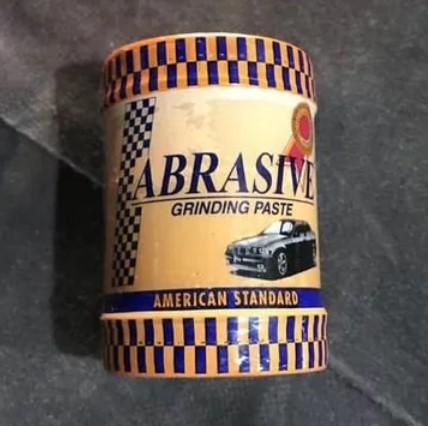 ABRASIVE
GRINDING PASTE
AMERICAN STANDARD